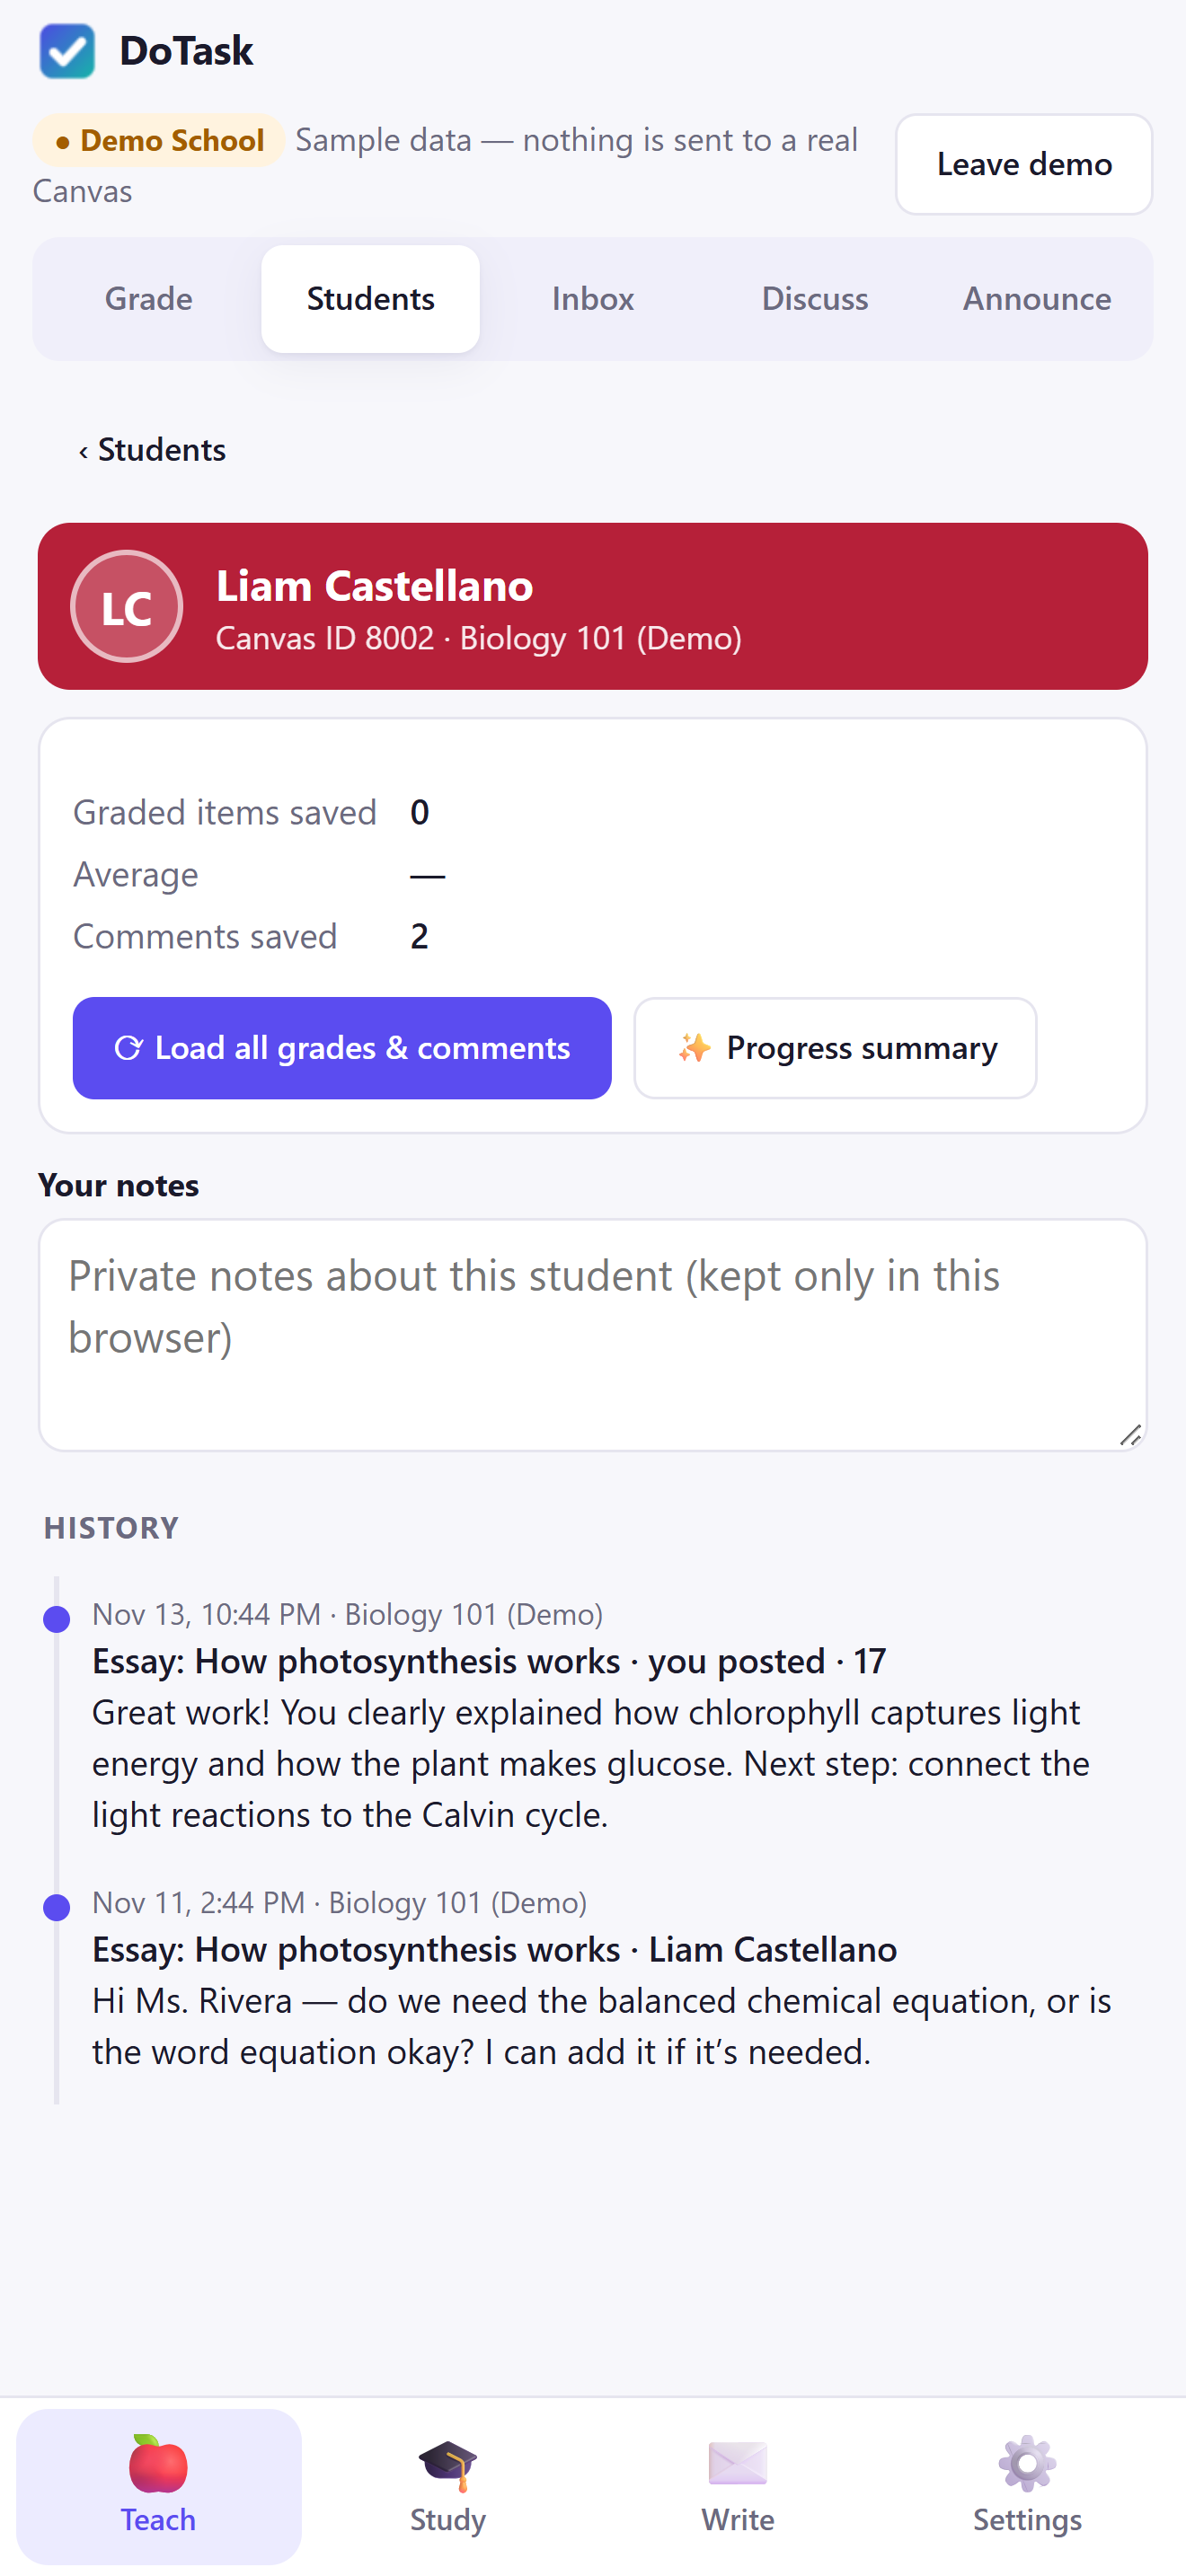 DoTask
● Demo School Sample data — nothing is sent to a real
Canvas
Leave demo
Grade
Students
Inbox
Discuss
Announce
‹ Students
LC
Liam Castellano
Canvas ID 8002 · Biology 101 (Demo)
Graded items saved 0
Average —
Comments saved 2
⟳ Load all grades & comments
✨ Progress summary
Your notes
Private notes about this student (kept only in this
browser)
HISTORY
Nov 13, 10:44 PM · Biology 101 (Demo)
Essay: How photosynthesis works · you posted · 17
Great work! You clearly explained how chlorophyll captures light
energy and how the plant makes glucose. Next step: connect the
light reactions to the Calvin cycle.
Nov 11, 2:44 PM · Biology 101 (Demo)
Essay: How photosynthesis works · Liam Castellano
Hi Ms. Rivera — do we need the balanced chemical equation, or is
the word equation okay? I can add it if it’s needed.
Teach
Study
Write
Settings